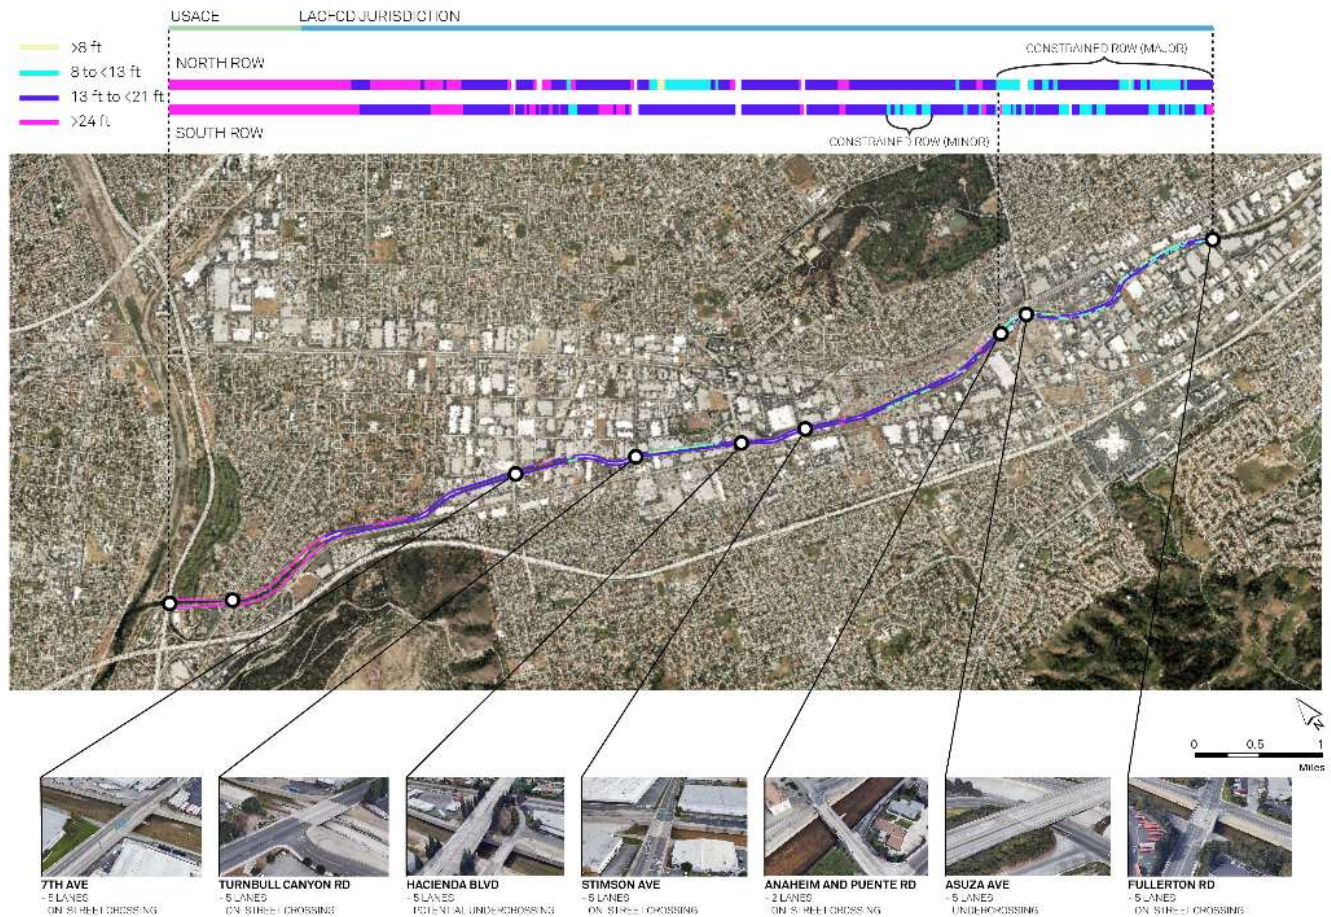 USACE
LACFCD JURISDICTION
>8 ft
8 to <13 ft
13 ft to <21 ft
>24 ft
NORTH ROW
SOUTH ROW
CONSTRAINED ROW (MAJOR)
CONSTRAINED ROW (MINOR)
N
0 0.5 1
Miles
7TH AVE
- 5 LANES
- ON-STREET CROSSING
TURNBULL CANYON RD
- 5 LANES
- ON-STREET CROSSING
HACIENDA BLVD
- 5 LANES
- POTENTIAL UNDERCROSSING
STIMSON AVE
- 5 LANES
- ON-STREET CROSSING
ANAHEIM AND PUENTE RD
- 2 LANES
- ON-STREET CROSSING
ASUZA AVE
- 5 LANES
- UNDERCROSSING
FULLERTON RD
- 5 LANES
- ON-STREET CROSSING